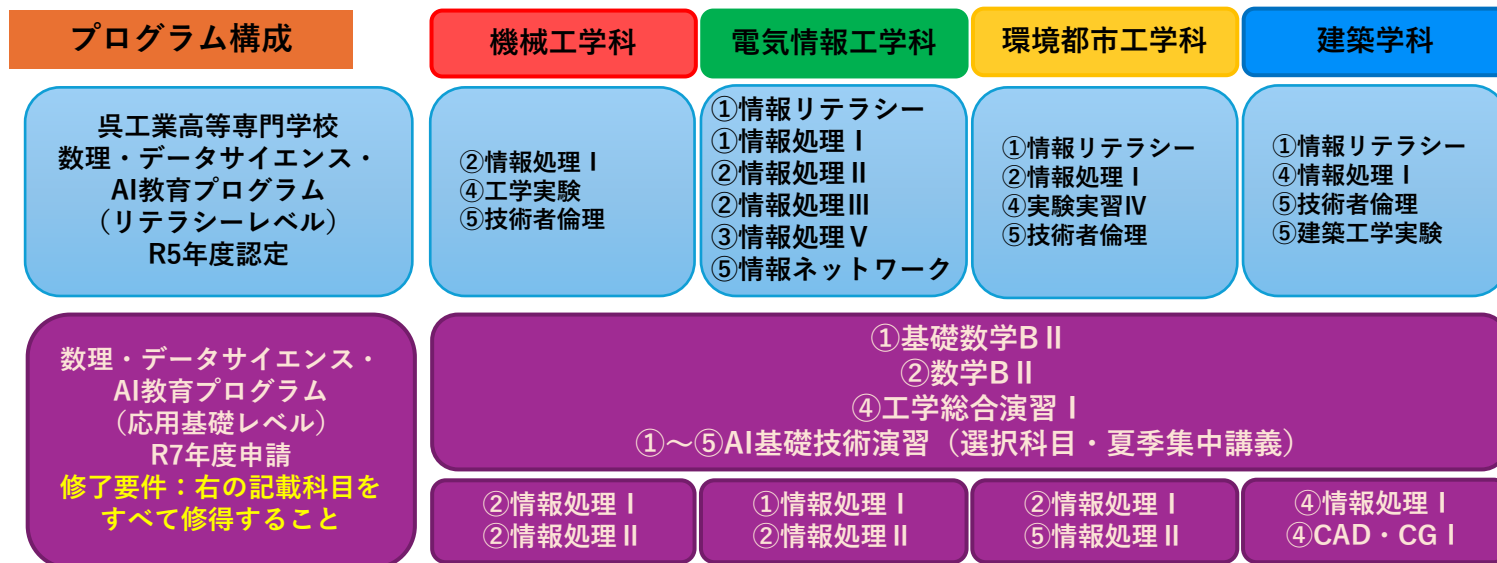 プログラム構成
機械工学科
電気情報工学科
環境都市工学科
建築学科
呉工業高等専門学校
数理・データサイエンス・
AI教育プログラム
（リテラシーレベル）
R5年度認定
②情報処理Ⅰ
④工学実験
⑤技術者倫理
①情報リテラシー
①情報処理Ⅰ
②情報処理Ⅱ
②情報処理Ⅲ
③情報処理Ⅴ
⑤情報ネットワーク
①情報リテラシー
②情報処理Ⅰ
④実験実習Ⅳ
⑤技術者倫理
①情報リテラシー
④情報処理Ⅰ
⑤技術者倫理
⑤建築工学実験
数理・データサイエンス・
AI教育プログラム
（応用基礎レベル）
R7年度申請
修了要件：右の記載科目を
すべて修得すること
①基礎数学BⅡ
②数学BⅡ
④工学総合演習Ⅰ
①～⑤AI基礎技術演習（選択科目・夏季集中講義）
②情報処理Ⅰ
②情報処理Ⅱ
①情報処理Ⅰ
②情報処理Ⅱ
②情報処理Ⅰ
⑤情報処理Ⅱ
④情報処理Ⅰ
④CAD・CGⅠ